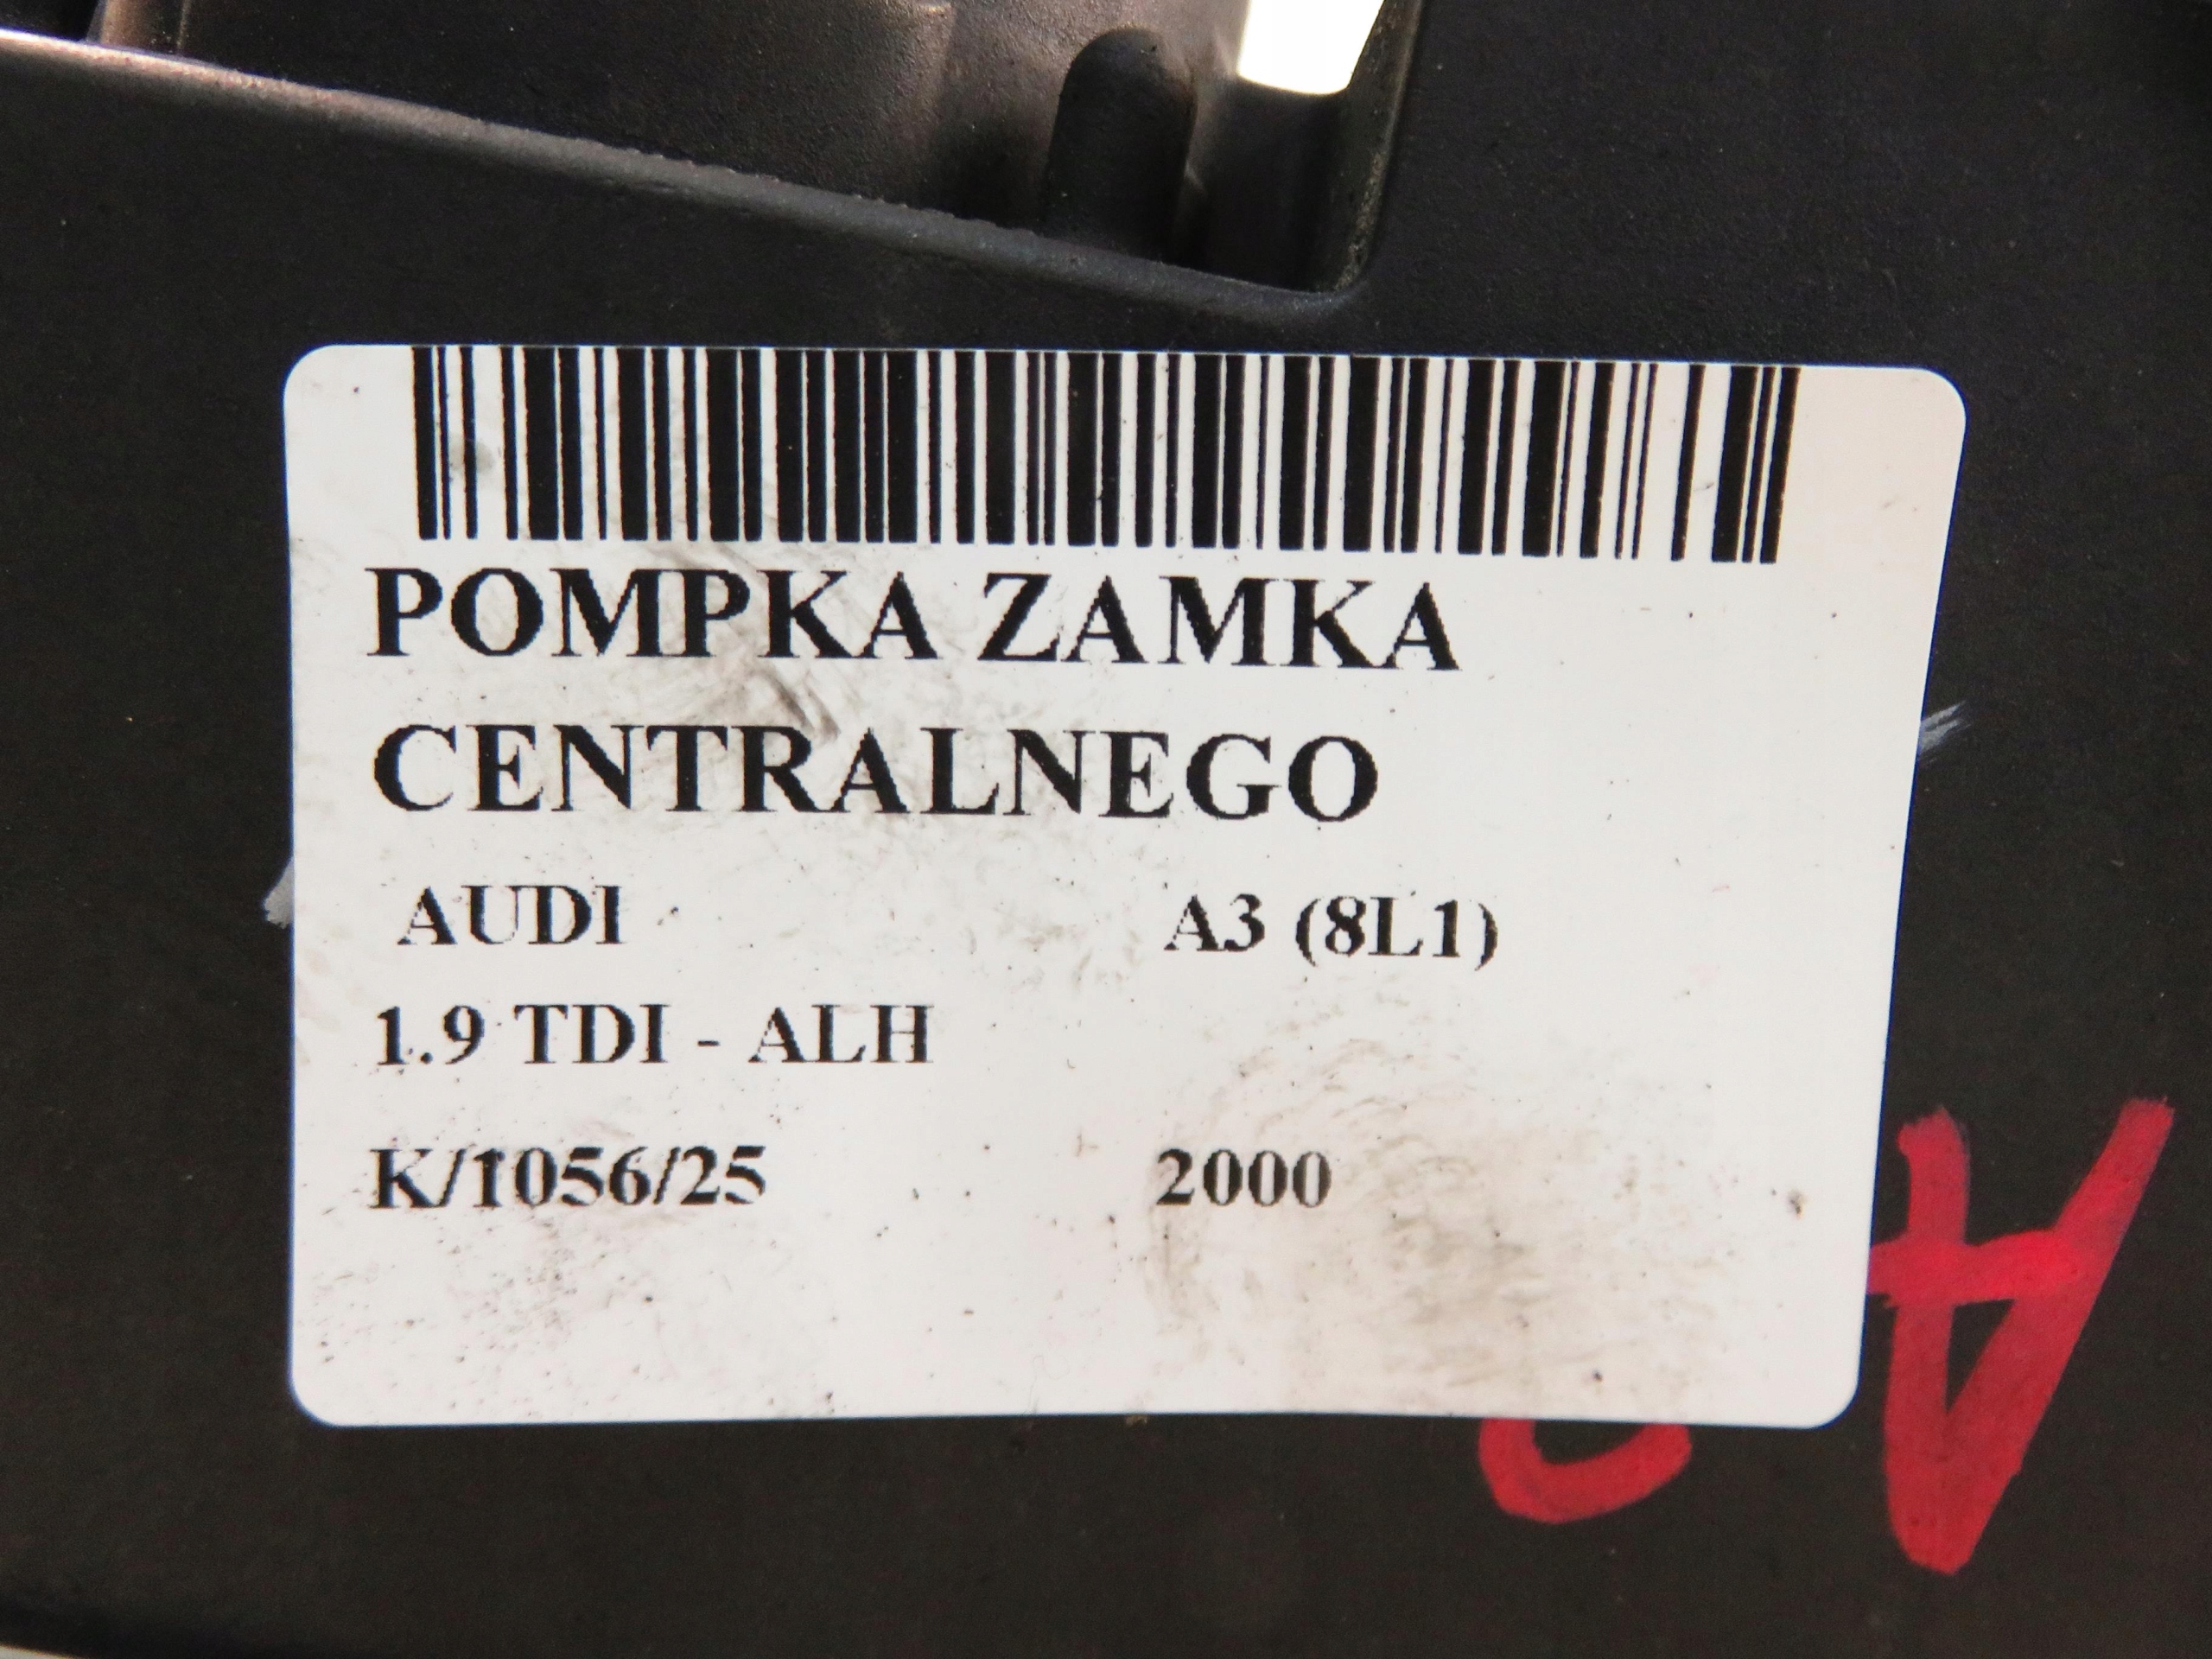 POMPKA ZAMKA
CENTRALNEGO
AUDI A3 (8L1)
1.9 TDI - ALH
K/1056/25 2000
A